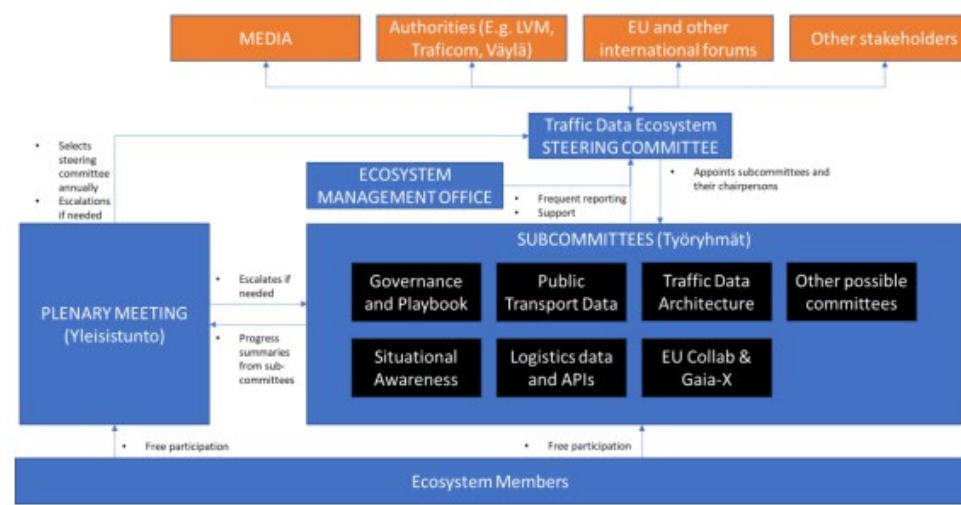 MEDIA
Authorities (E.g. LVM,
Traficom, Väylä)
EU and other
international forums
Other stakeholders
Traffic Data Ecosystem
STEERING COMMITTEE
• Selects
steering
committee
annually
• Escalations
if needed
ECOSYSTEM
MANAGEMENT OFFICE
• Frequent reporting
• Support
• Appoints subcommittees and
their chairpersons
PLENARY MEETING
(Yleisistunto)
• Escalates if
needed
• Progress
summaries
from sub-
committees
SUBCOMMITTEES (Työryhmät)
Governance
and Playbook
Public
Transport Data
Traffic Data
Architecture
Other possible
committees
Situational
Awareness
Logistics data
and APIs
EU Collab &
Gaia-X
• Free participation
• Free participation
Ecosystem Members